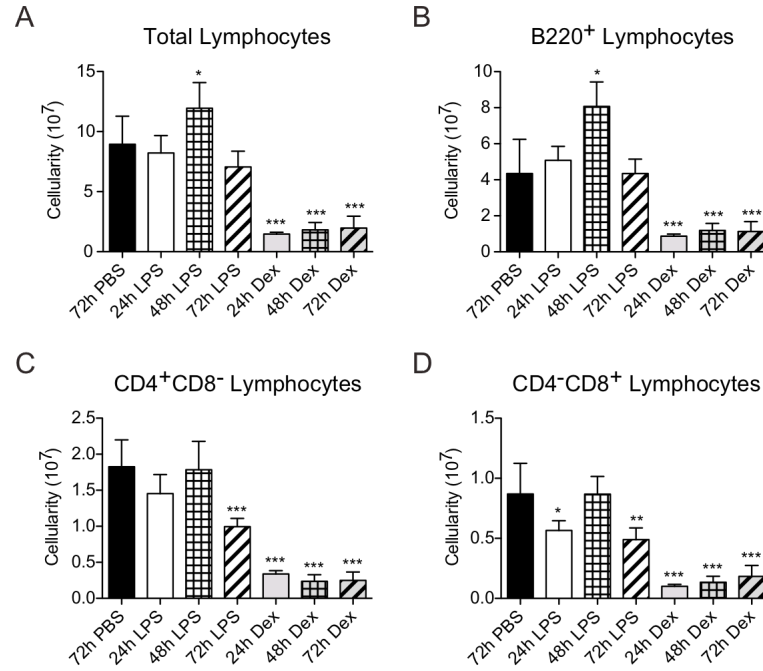 A
Total Lymphocytes
Cellularity (10⁷)
15
10
5
0
*
***
***
***
72h PBS
24h LPS
48h LPS
72h LPS
24h Dex
48h Dex
72h Dex
B
B220⁺ Lymphocytes
Cellularity (10⁷)
10
8
6
4
2
0
*
***
***
***
72h PBS
24h LPS
48h LPS
72h LPS
24h Dex
48h Dex
72h Dex
C
CD4⁺CD8⁻ Lymphocytes
Cellularity (10⁷)
2.5
2.0
1.5
1.0
0.5
0.0
***
***
***
***
72h PBS
24h LPS
48h LPS
72h LPS
24h Dex
48h Dex
72h Dex
D
CD4⁻CD8⁺ Lymphocytes
Cellularity (10⁷)
1.5
1.0
0.5
0.0
*
**
***
***
***
72h PBS
24h LPS
48h LPS
72h LPS
24h Dex
48h Dex
72h Dex